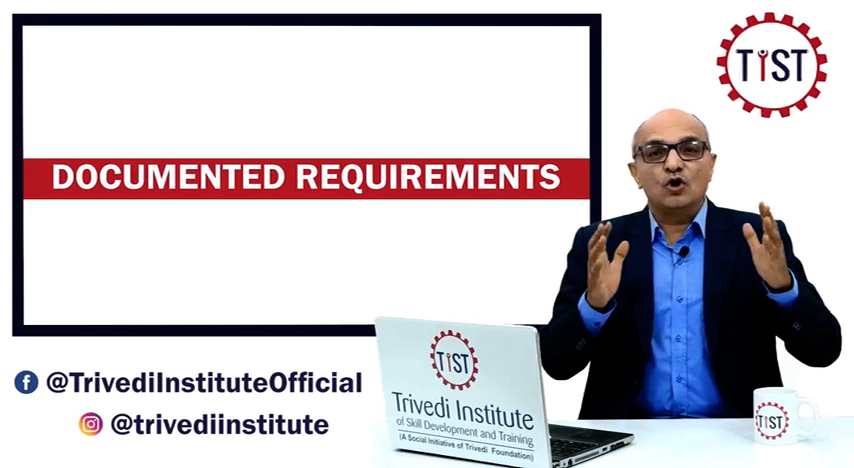 TiST
DOCUMENTED REQUIREMENTS
TiST
Trivedi Institute
of Skill Development and Training
(A Social Initiative of Trivedi Foundation)
@TrivediInstituteOfficial
@trivediinstitute
TiST